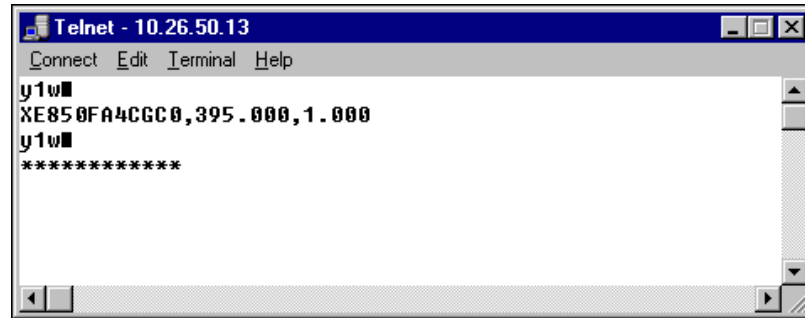 Telnet - 10.26.50.13
Connect Edit Terminal Help
y1w■
XE850FA4CGC0,395.000,1.000
y1w■
************